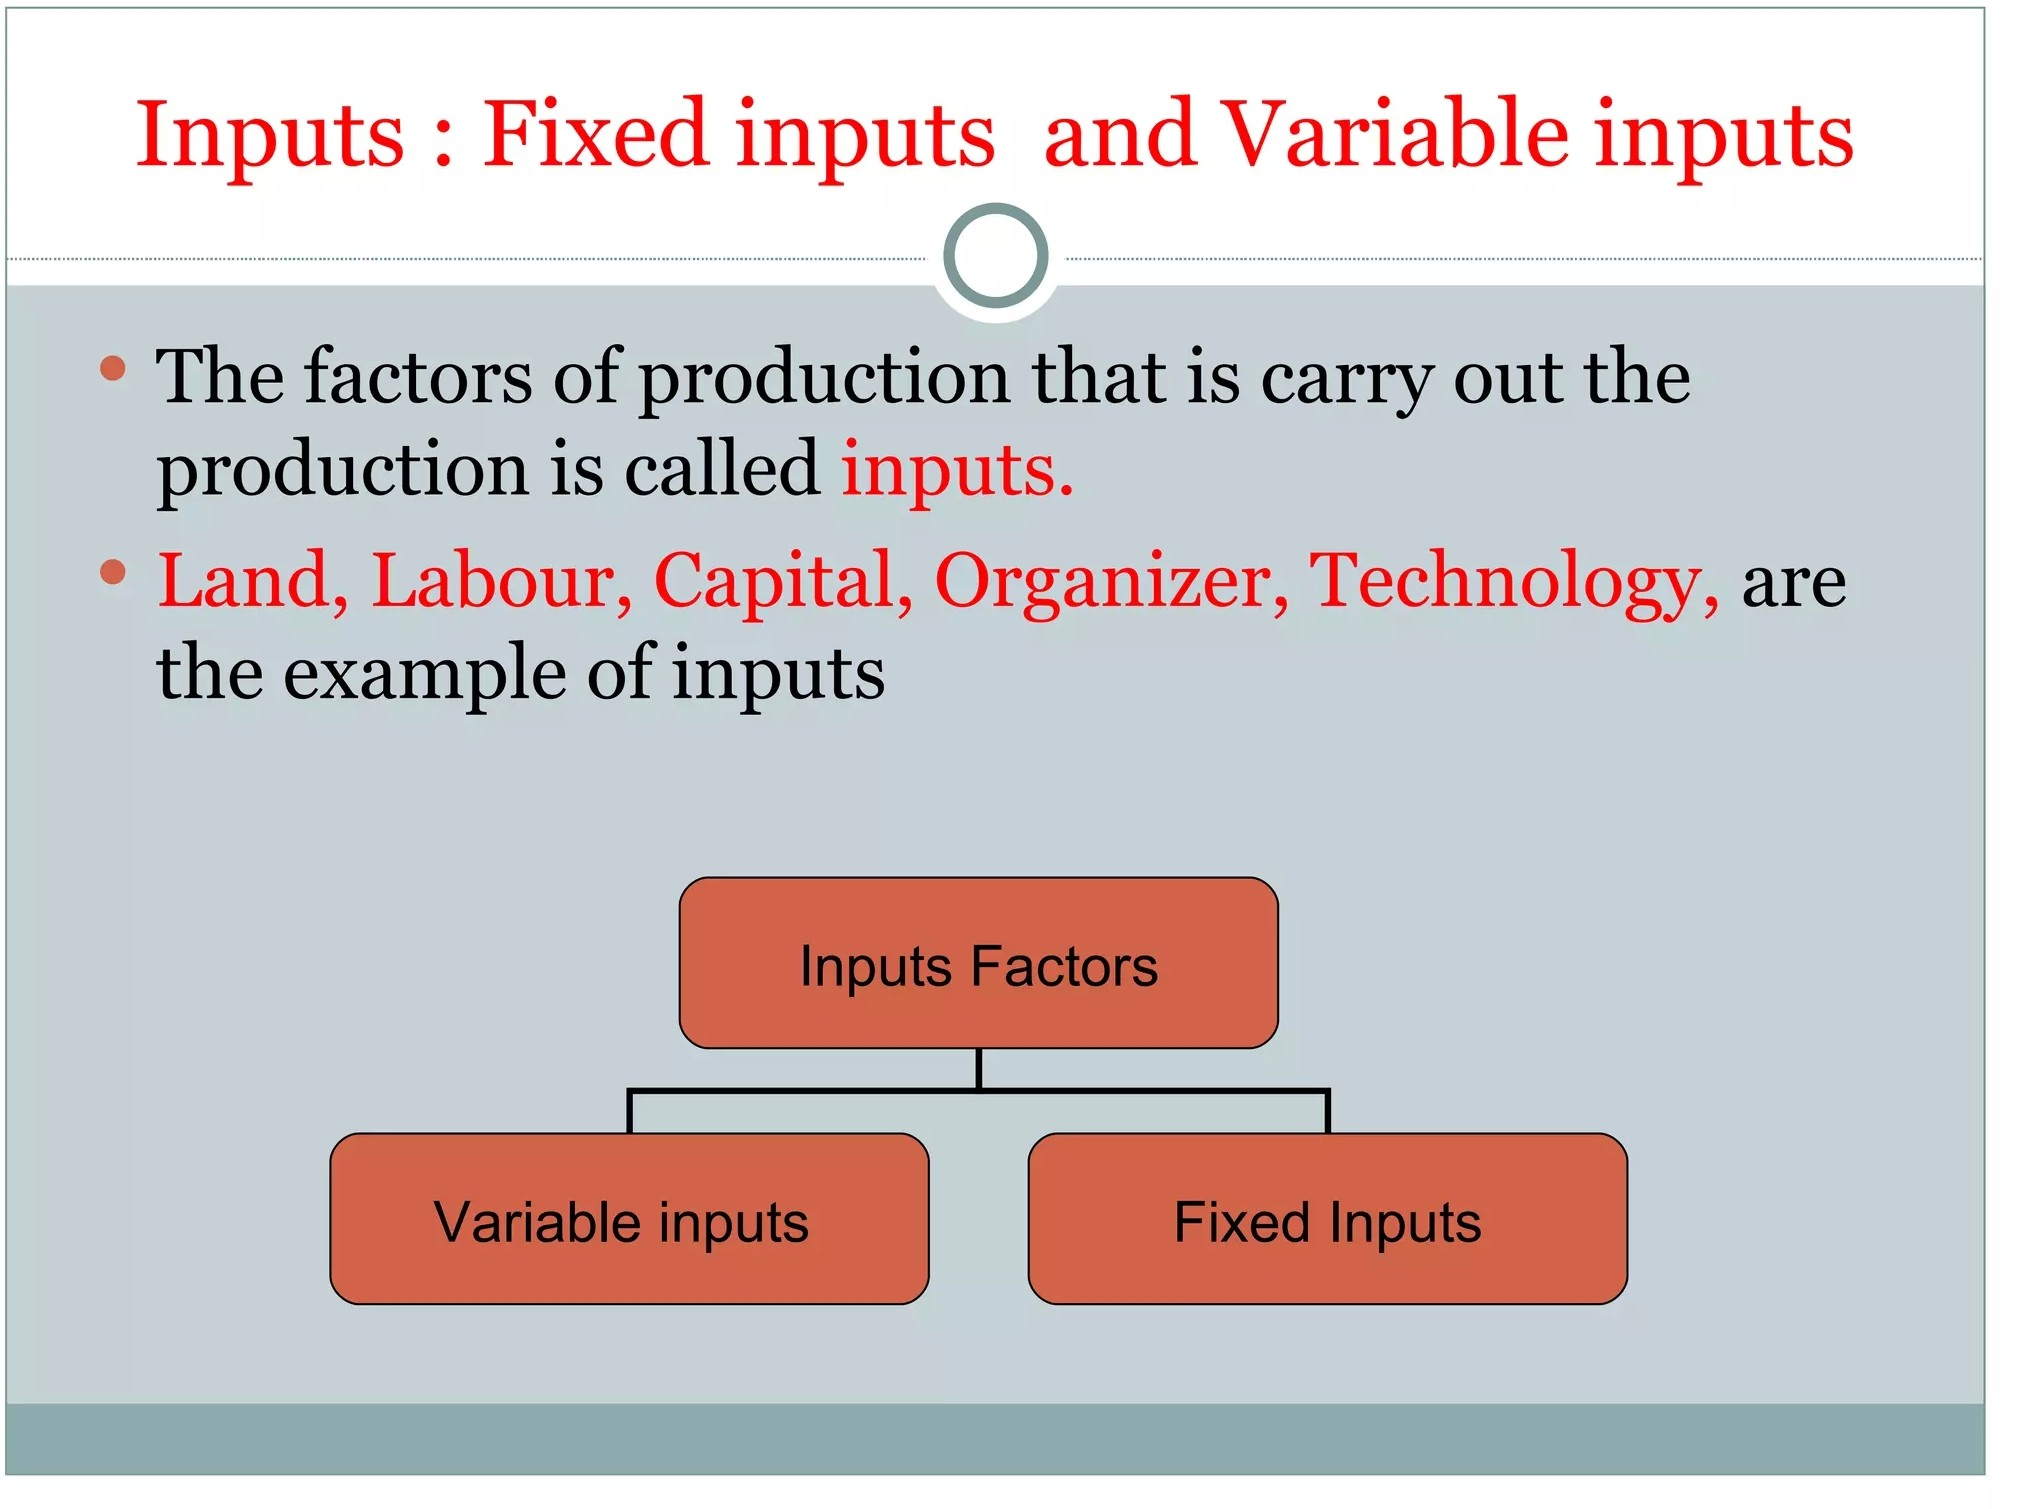 Inputs : Fixed inputs  and Variable inputs
• The factors of production that is carry out the
production is called inputs.
• Land, Labour, Capital, Organizer, Technology, are
the example of inputs
Inputs Factors
Variable inputs
Fixed Inputs